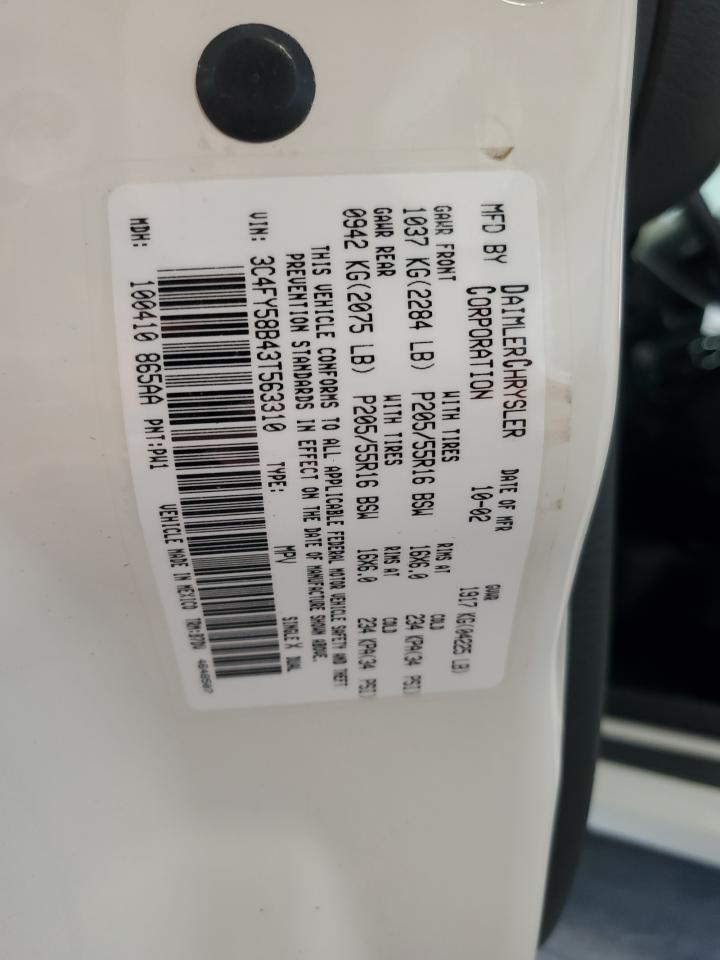 MFD BY DAIMLERCHRYSLER CORPORATION
DATE OF MFR 10-02
GVWR 1917 KG(04225 LB)
GAWR FRONT WITH TIRES RIMS AT COLD
1037 KG(2284 LB) P205/55R16 BSW 16X6.0 234 KPA(34 PSI)
GAWR REAR WITH TIRES RIMS AT COLD
0942 KG(2075 LB) P205/55R16 BSW 16X6.0 234 KPA(34 PSI)
THIS VEHICLE CONFORMS TO ALL APPLICABLE FEDERAL MOTOR VEHICLE SAFETY AND THEFT
PREVENTION STANDARDS IN EFFECT ON THE DATE OF MANUFACTURE SHOWN ABOVE.
VIN: 3C4FY58B43T563310 TYPE: MPV SINGLE X DUAL
MDH: 100410 865AA PNT:PW1 VEHICLE MADE IN MEXICO 4648507